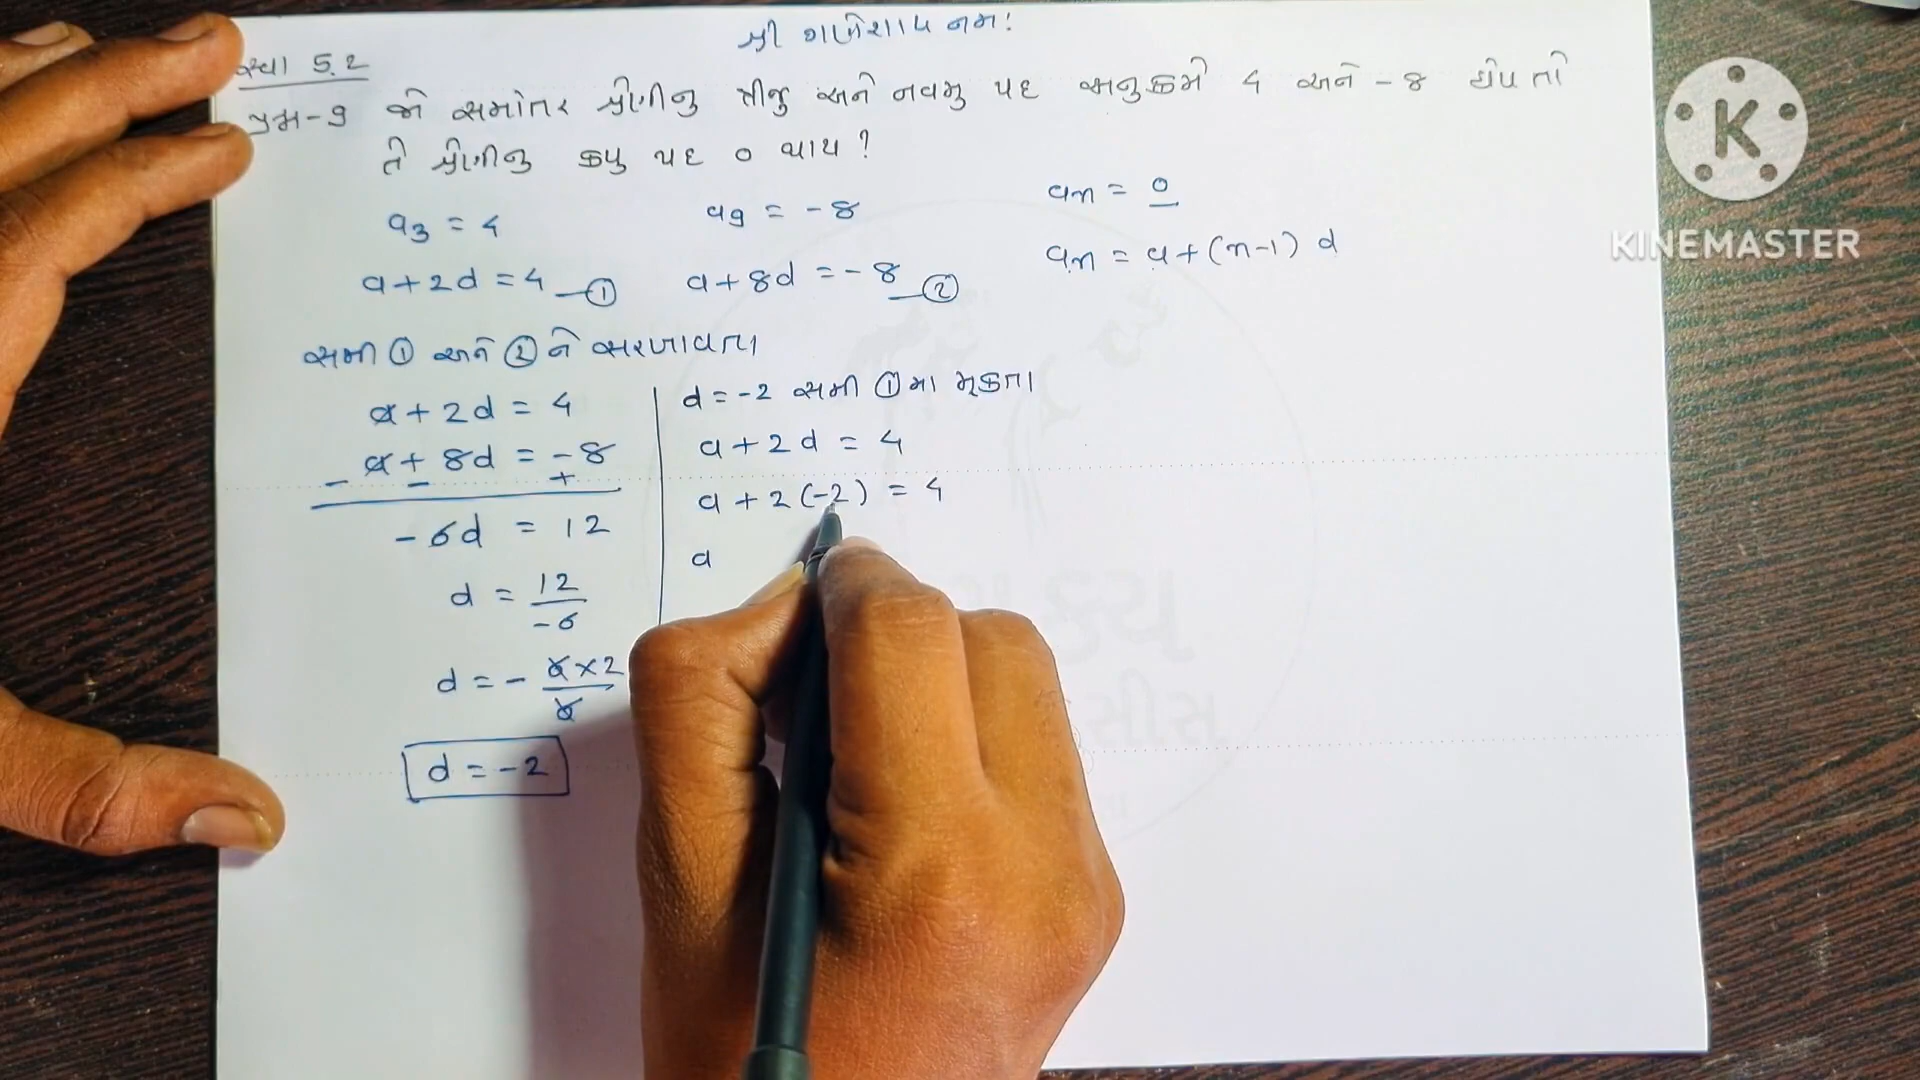 શ્રી ગણેશાય નમઃ
સ્વા 5.2
પ્રશ્ન-9 જો સમાંતર શ્રેણીનુ ત્રીજુ અને નવમુ પદ અનુક્રમે 4 અને -8 હોય તો
તે શ્રેણીનુ કયુ પદ 0 થાય ?
a3 = 4
a9 = -8
an = 0
a+2d = 4 —①
a+8d = -8 —②
an = a+(n-1) d
સમી ① અને ② ને સરખાવતા
a + 2d = 4
a + 8d = -8
- - +
-6d = 12
d = 12/-6
d = - 6×2/6
d = -2
d = -2 સમી ① મા મૂકતા
a + 2d = 4
a + 2(-2) = 4
a
ક્ય
સીસ
K
KINEMASTER